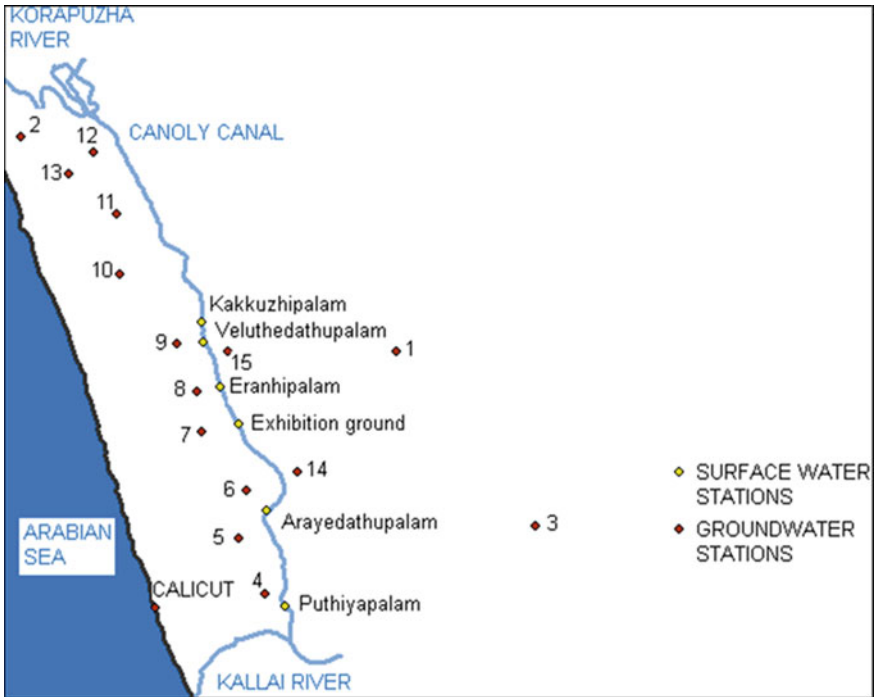 KORAPUZHA
RIVER
2
12
CANOLY CANAL
13
11
10
Kakkuzhipalam
Veluthedathupalam
9
1
15
8
Eranhipalam
Exhibition ground
7
14
6
SURFACE WATER
STATIONS
Arayedathupalam
3
ARABIAN
SEA
5
GROUNDWATER
STATIONS
4
CALICUT
Puthiyapalam
KALLAI RIVER